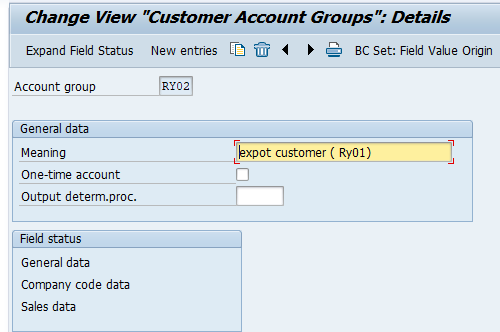 Change View "Customer Account Groups": Details
Expand Field Status New entries BC Set: Field Value Origin
Account group RY02
General data
Meaning expot customer ( Ry01)
One-time account
Output determ.proc.
Field status
General data
Company code data
Sales data